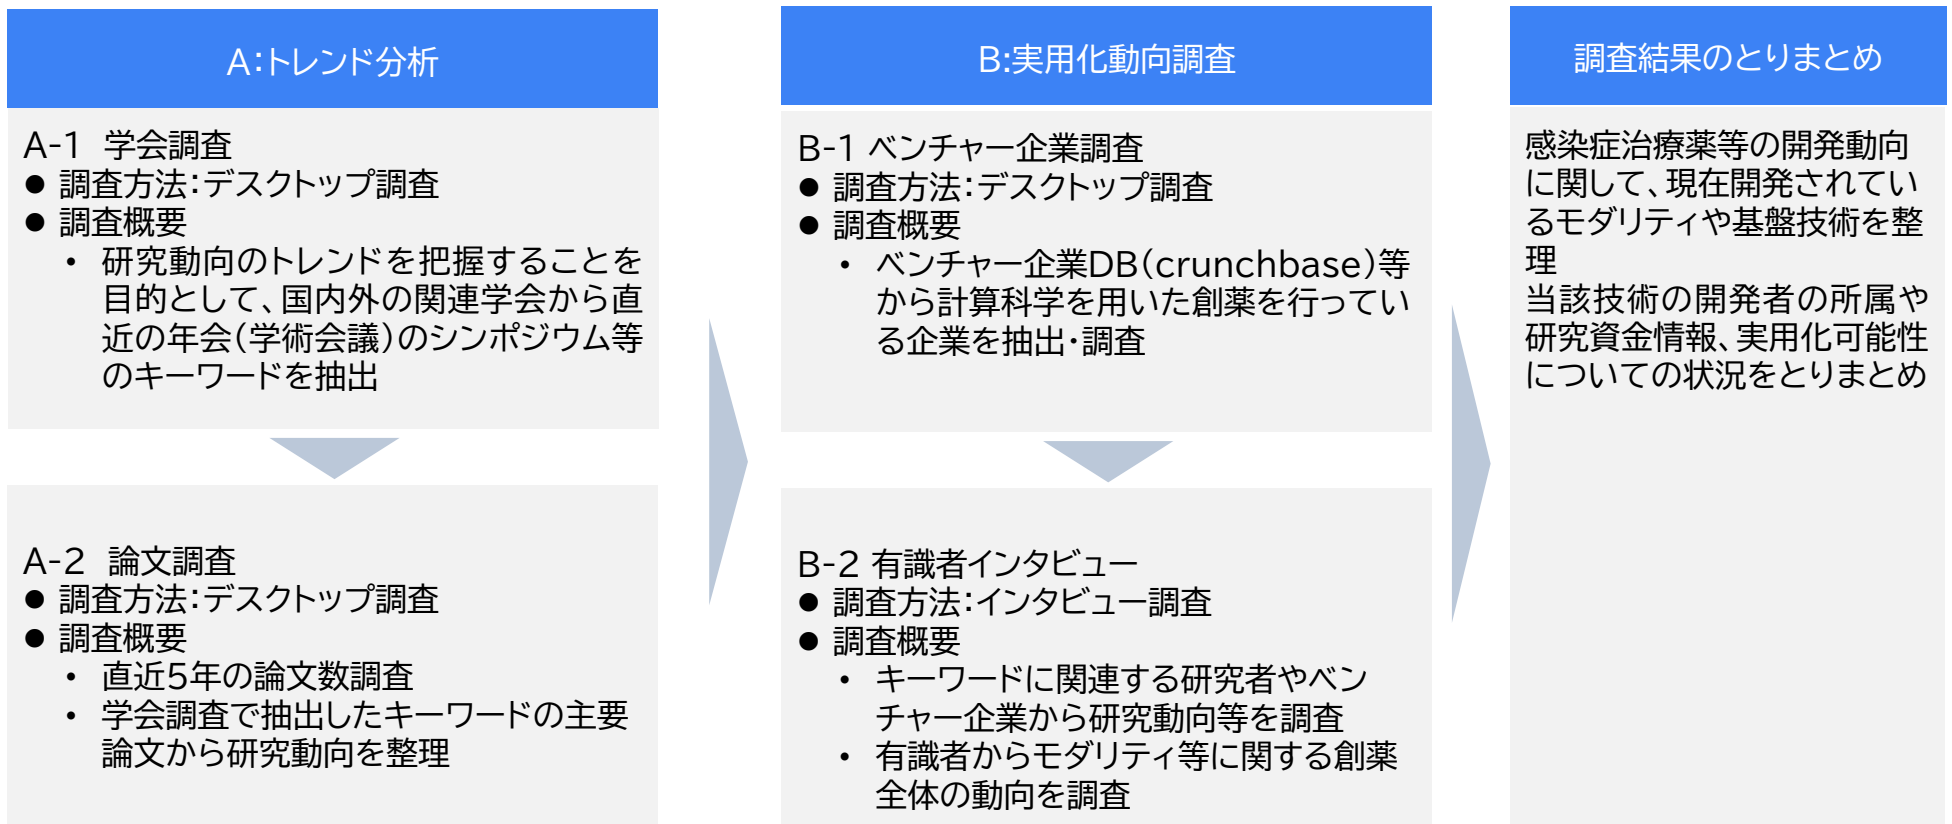 A：トレンド分析
A-1　学会調査
● 調査方法：デスクトップ調査
● 調査概要
• 研究動向のトレンドを把握することを
目的として、国内外の関連学会から直
近の年会（学術会議）のシンポジウム等
のキーワードを抽出
A-2　論文調査
● 調査方法：デスクトップ調査
● 調査概要
• 直近5年の論文数調査
• 学会調査で抽出したキーワードの主要
論文から研究動向を整理
B:実用化動向調査
B-1 ベンチャー企業調査
● 調査方法：デスクトップ調査
● 調査概要
• ベンチャー企業DB（crunchbase）等
から計算科学を用いた創薬を行ってい
る企業を抽出・調査
B-2 有識者インタビュー
● 調査方法：インタビュー調査
● 調査概要
• キーワードに関連する研究者やベン
チャー企業から研究動向等を調査
• 有識者からモダリティ等に関する創薬
全体の動向を調査
調査結果のとりまとめ
感染症治療薬等の開発動向
に関して、現在開発されてい
るモダリティや基盤技術を整
理
当該技術の開発者の所属や
研究資金情報、実用化可能性
についての状況をとりまとめ